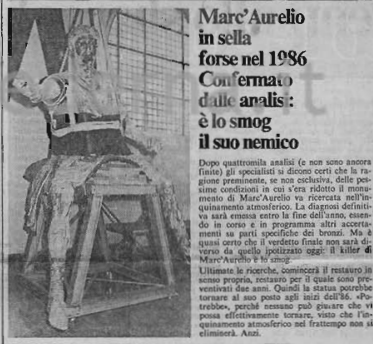 Marc'Aurelio
in sella
forse nel 1986
Confermato
dalle analisi:
è lo smog
il suo nemico
Dopo quattromila analisi (e non sono ancora
finite) gli specialisti si dicono certi che la ra-
gione preminente, se non esclusiva, delle pes-
sime condizioni in cui s'era ridotto il monu-
mento di Marc'Aurelio va ricercata nell'in-
quinamento atmosferico. La diagnosi definiti-
va sarà emessa entro la fine dell'anno, essen-
do in corso e in programma altri accerta-
menti su parti specifiche dei bronzi. Ma è
quasi certo che il verdetto finale non sarà di-
verso da quello ipotizzato oggi: il killer di
Marc'Aurelio è lo smog.
Ultimate le ricerche, comincerà il restauro in
senso proprio, restauro per il quale sono pre-
ventivati due anni. Quindi la statua potrebbe
tornare al suo posto agli inizi dell'86. «Po-
trebbe», perché nessuno può giurare che vi
possa effettivamente tornare, visto che l'in-
quinamento atmosferico nel frattempo non si
eliminerà. Anzi.